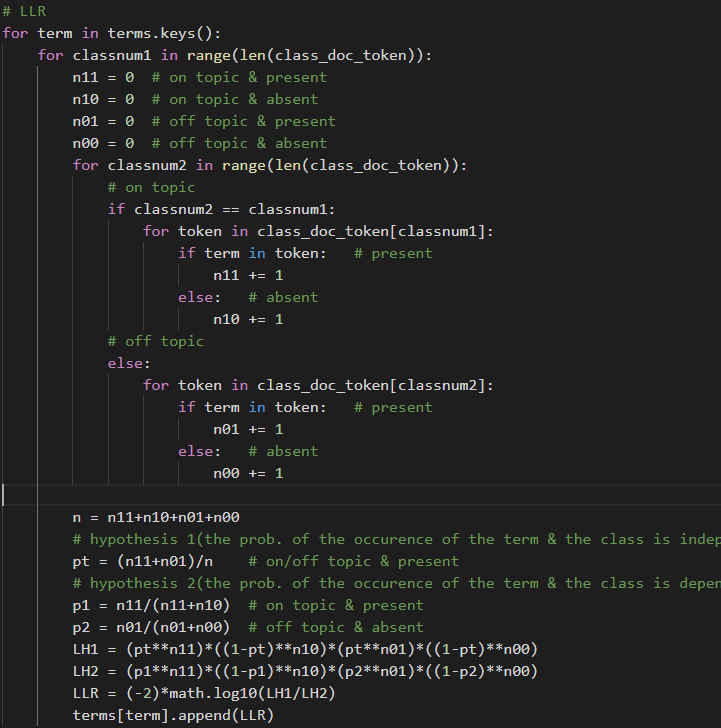 # LLR
for term in terms.keys():
    for classnum1 in range(len(class_doc_token)):
        n11 = 0  # on topic & present
        n10 = 0  # on topic & absent
        n01 = 0  # off topic & present
        n00 = 0  # off topic & absent
        for classnum2 in range(len(class_doc_token)):
            # on topic
            if classnum2 == classnum1:
                for token in class_doc_token[classnum1]:
                    if term in token:   # present
                        n11 += 1
                    else:   # absent
                        n10 += 1
            # off topic
            else:
                for token in class_doc_token[classnum2]:
                    if term in token:   # present
                        n01 += 1
                    else:   # absent
                        n00 += 1
        n = n11+n10+n01+n00
        # hypothesis 1(the prob. of the occurence of the term & the class is indep
        pt = (n11+n01)/n    # on/off topic & present
        # hypothesis 2(the prob. of the occurence of the term & the class is depen
        p1 = n11/(n11+n10)  # on topic & present
        p2 = n01/(n01+n00)  # off topic & absent
        LH1 = (pt**n11)*((1-pt)**n10)*(pt**n01)*((1-pt)**n00)
        LH2 = (p1**n11)*((1-p1)**n10)*(p2**n01)*((1-p2)**n00)
        LLR = (-2)*math.log10(LH1/LH2)
        terms[term].append(LLR)